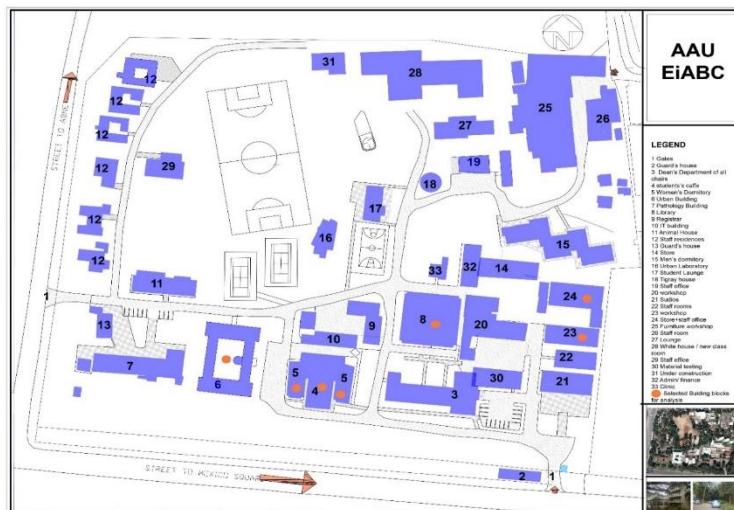 AAU
EiABC
LEGEND
1 Gates
2 Guard's house
3 Dean's Department of all
chairs
4 students's caffe
5 Women's Dormitory
6 Urban Building
7 Pathology Building
8 Library
9 Registrar
10 IT building
11 Animal House
12 Staff residences
13 Guard's house
14 Store
15 Men's dormitory
16 Urban Laboratory
17 Student Launge
18 Tigray house
19 Staff office
20 workshop
21 Sudios
22 Staff rooms
23 workshop
24 Store+staff office
25 Furniture workshop
26 Staff room
27 Lounge
28 White house / new class
room
29 Staff office
30 Material testing
31 Under construction
32 Admin/ finance
33 Clinic
Selected Building blocks
for analysis
N
31
28
12
12
25
26
12
27
12
29
19
18
17
12
16
15
12
33
32
14
11
24
1
13
8
20
9
23
10
7
6
5
4
5
3
30
22
21
2
1
STREET TO
STREET TO MEXICO SQUARE